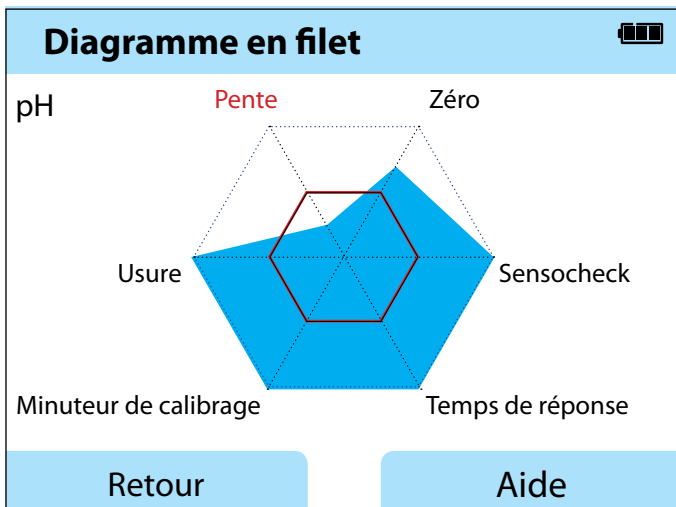 Diagramme en filet
pH
Pente
Zéro
Usure
Sensocheck
Minuteur de calibrage
Temps de réponse
Retour
Aide